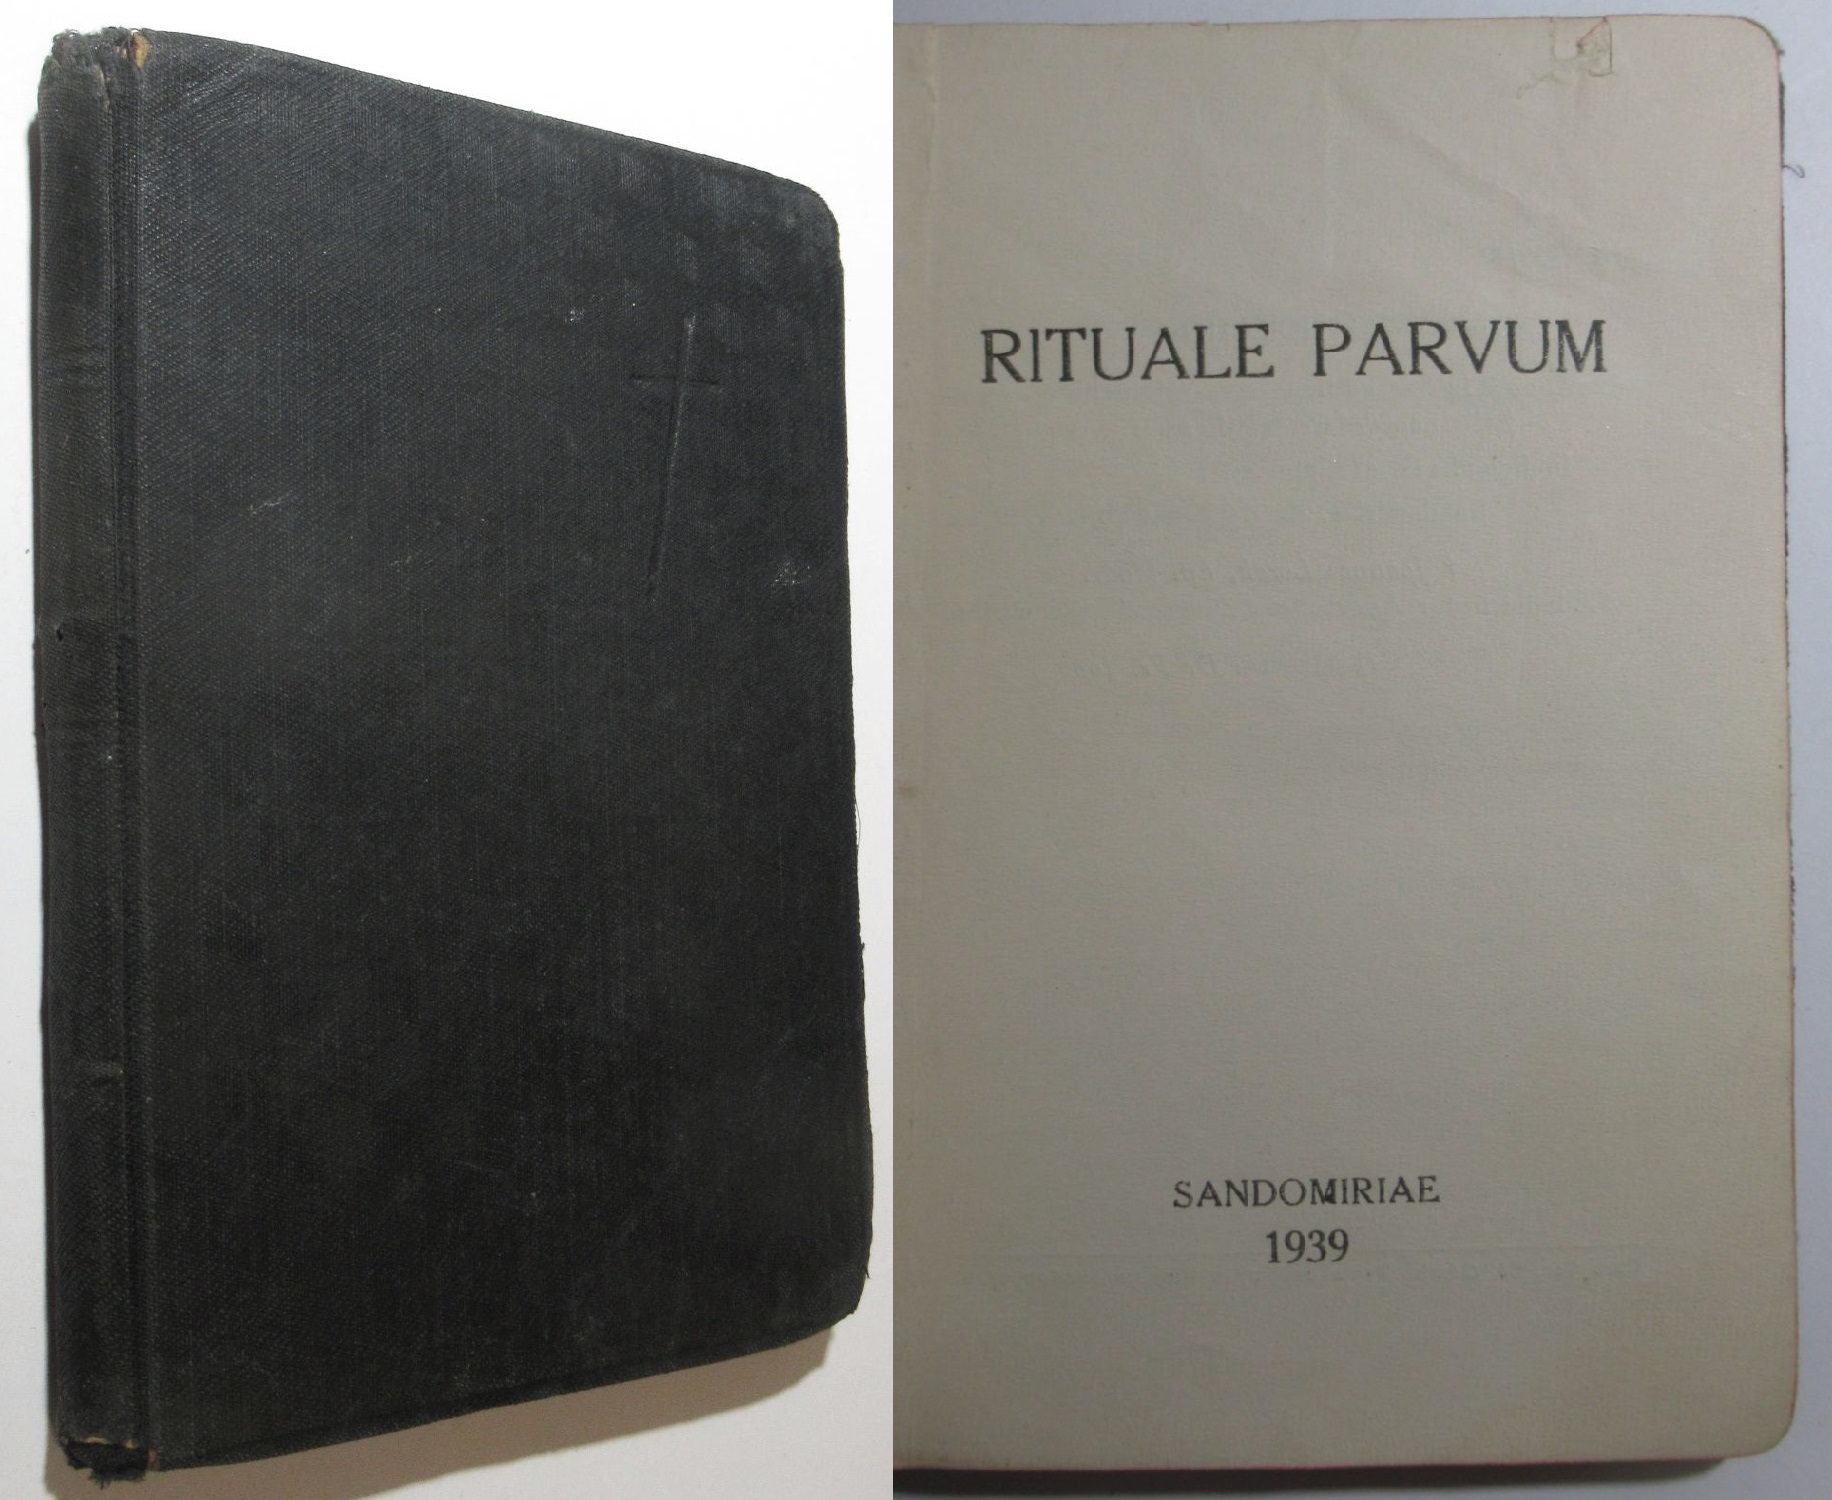 RITUALE PARVUM
SANDOMIRIAE
1939